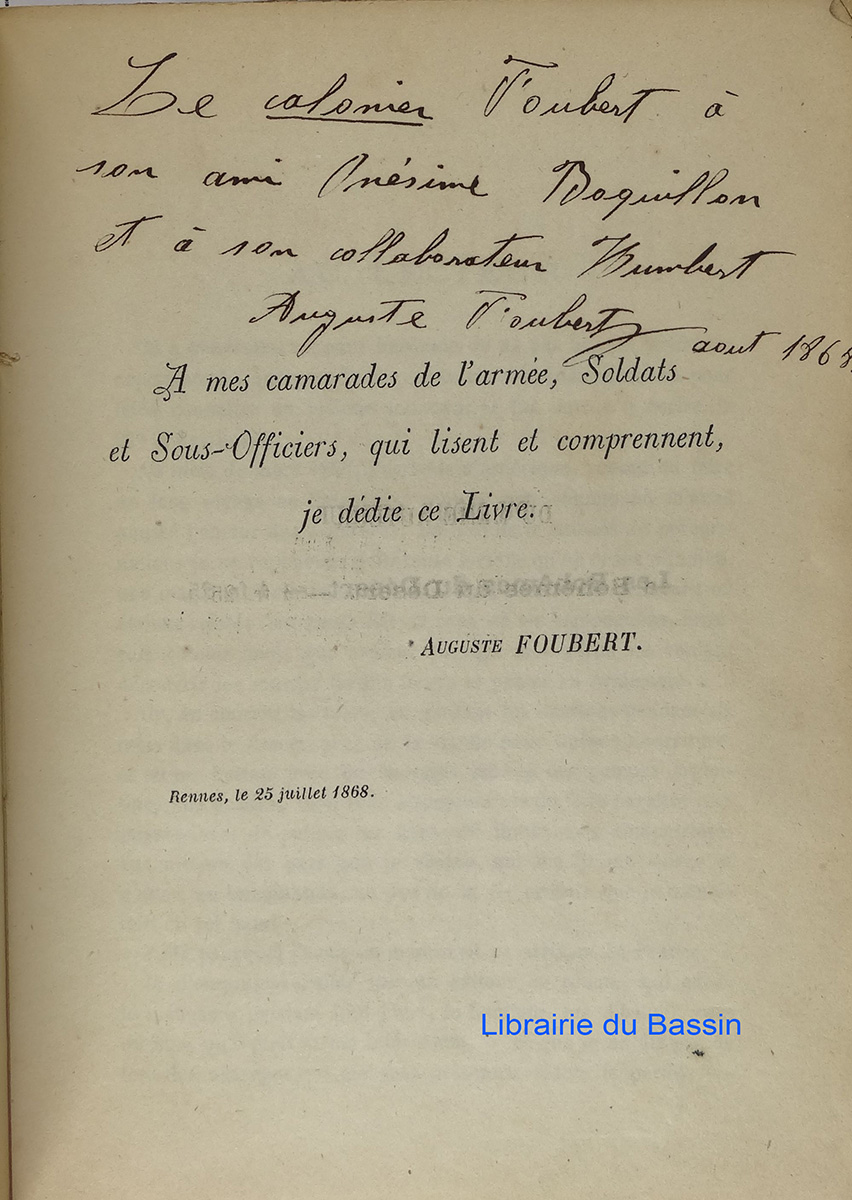 Le colonier Foubert à
son ami Onésime Boquillon
et à son collaborateur Humbert
Auguste Foubert
aout 1868
A mes camarades de l'armée, Soldats
et Sous-Officiers, qui lisent et comprennent,
je dédie ce Livre.
AUGUSTE FOUBERT.
Rennes, le 25 juillet 1868.
Librairie du Bassin